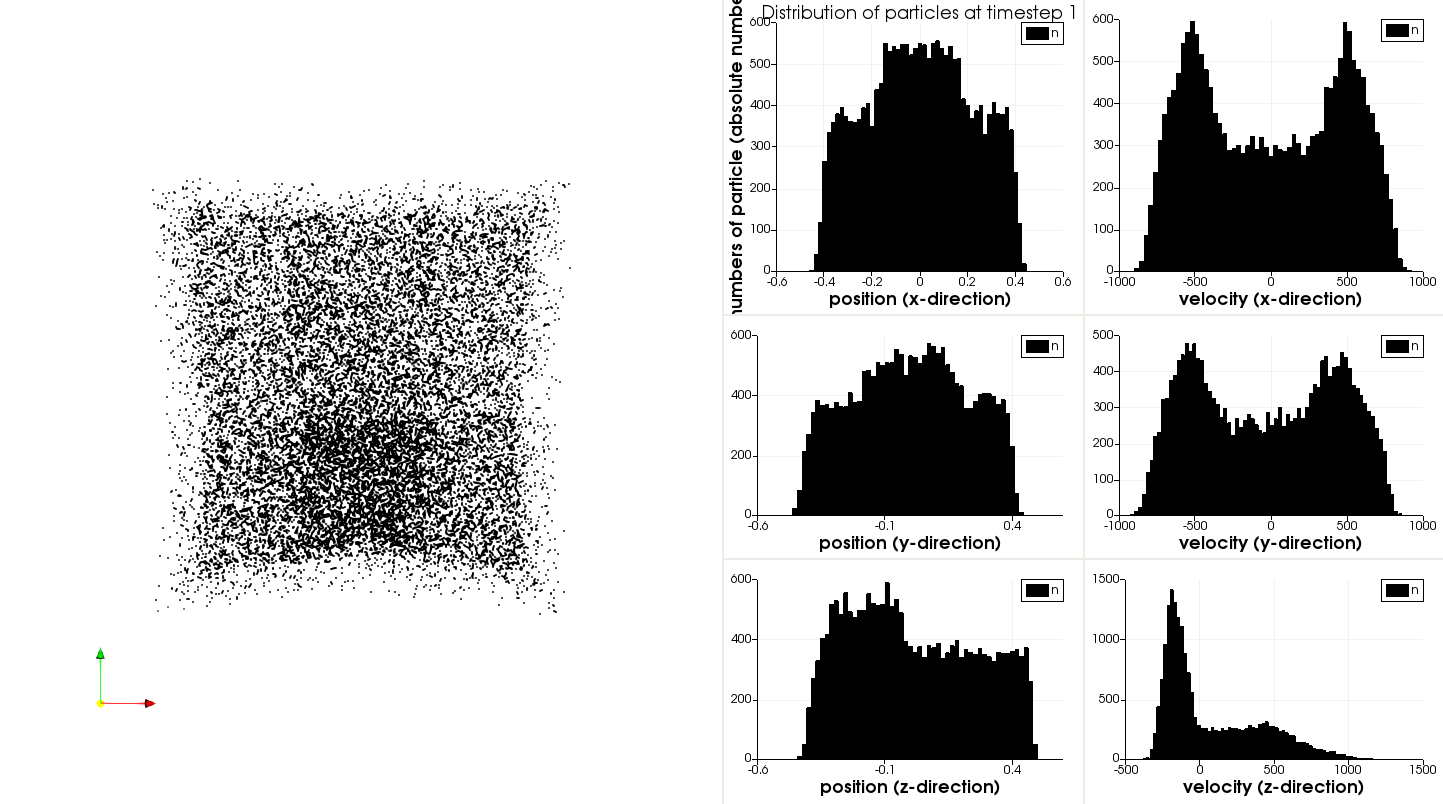 Distribution of particles at timestep 1
numbers of particle (absolute numbe
600
500
400
300
200
100
0
-0.6 -0.4 -0.2 0 0.2 0.4 0.6
position (x-direction)
n
600
500
400
300
200
100
0
-1000 -500 0 500 1000
velocity (x-direction)
n
600
400
200
0
-0.6 -0.1 0.4
position (y-direction)
n
500
400
300
200
100
0
-1000 -500 0 500 1000
velocity (y-direction)
n
600
400
200
0
-0.6 -0.1 0.4
position (z-direction)
n
1500
1000
500
0
-500 0 500 1000 1500
velocity (z-direction)
n